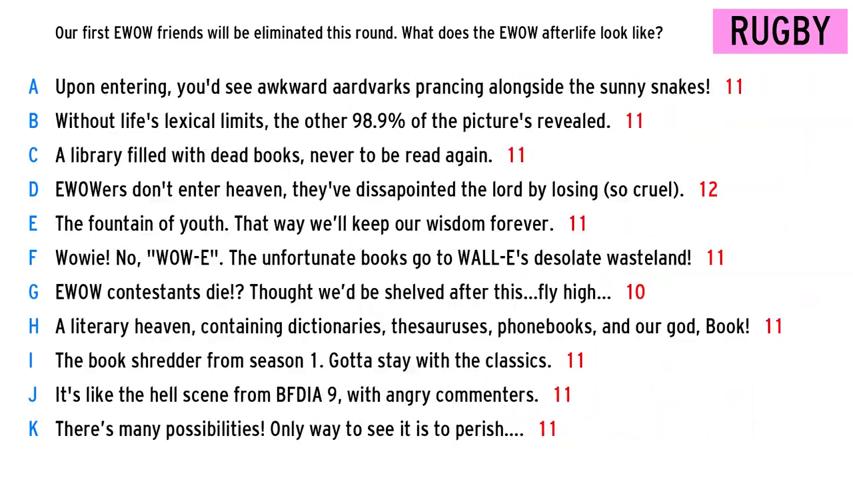 Our first EWOW friends will be eliminated this round. What does the EWOW afterlife look like?
RUGBY
A Upon entering, you'd see awkward aardvarks prancing alongside the sunny snakes! 11
B Without life's lexical limits, the other 98.9% of the picture's revealed. 11
C A library filled with dead books, never to be read again. 11
D EWOWers don't enter heaven, they've dissapointed the lord by losing (so cruel). 12
E The fountain of youth. That way we’ll keep our wisdom forever. 11
F Wowie! No, "WOW-E". The unfortunate books go to WALL-E's desolate wasteland! 11
G EWOW contestants die!? Thought we’d be shelved after this...fly high... 10
H A literary heaven, containing dictionaries, thesauruses, phonebooks, and our god, Book! 11
I The book shredder from season 1. Gotta stay with the classics. 11
J It's like the hell scene from BFDIA 9, with angry commenters. 11
K There’s many possibilities! Only way to see it is to perish.... 11